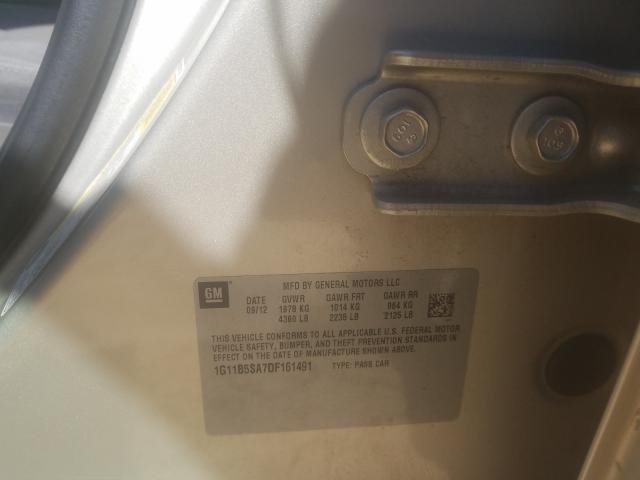 GM
MFD BY GENERAL MOTORS LLC
DATE GVWR GAWR FRT GAWR RR
09/12 1978 KG 1014 KG 964 KG
4360 LB 2235 LB 2125 LB
THIS VEHICLE CONFORMS TO ALL APPLICABLE U.S. FEDERAL MOTOR
VEHICLE SAFETY, BUMPER, AND THEFT PREVENTION STANDARDS
IN EFFECT ON THE DATE OF MANUFACTURE SHOWN ABOVE.
1G11B5SA7DF161491 TYPE: PASS CAR